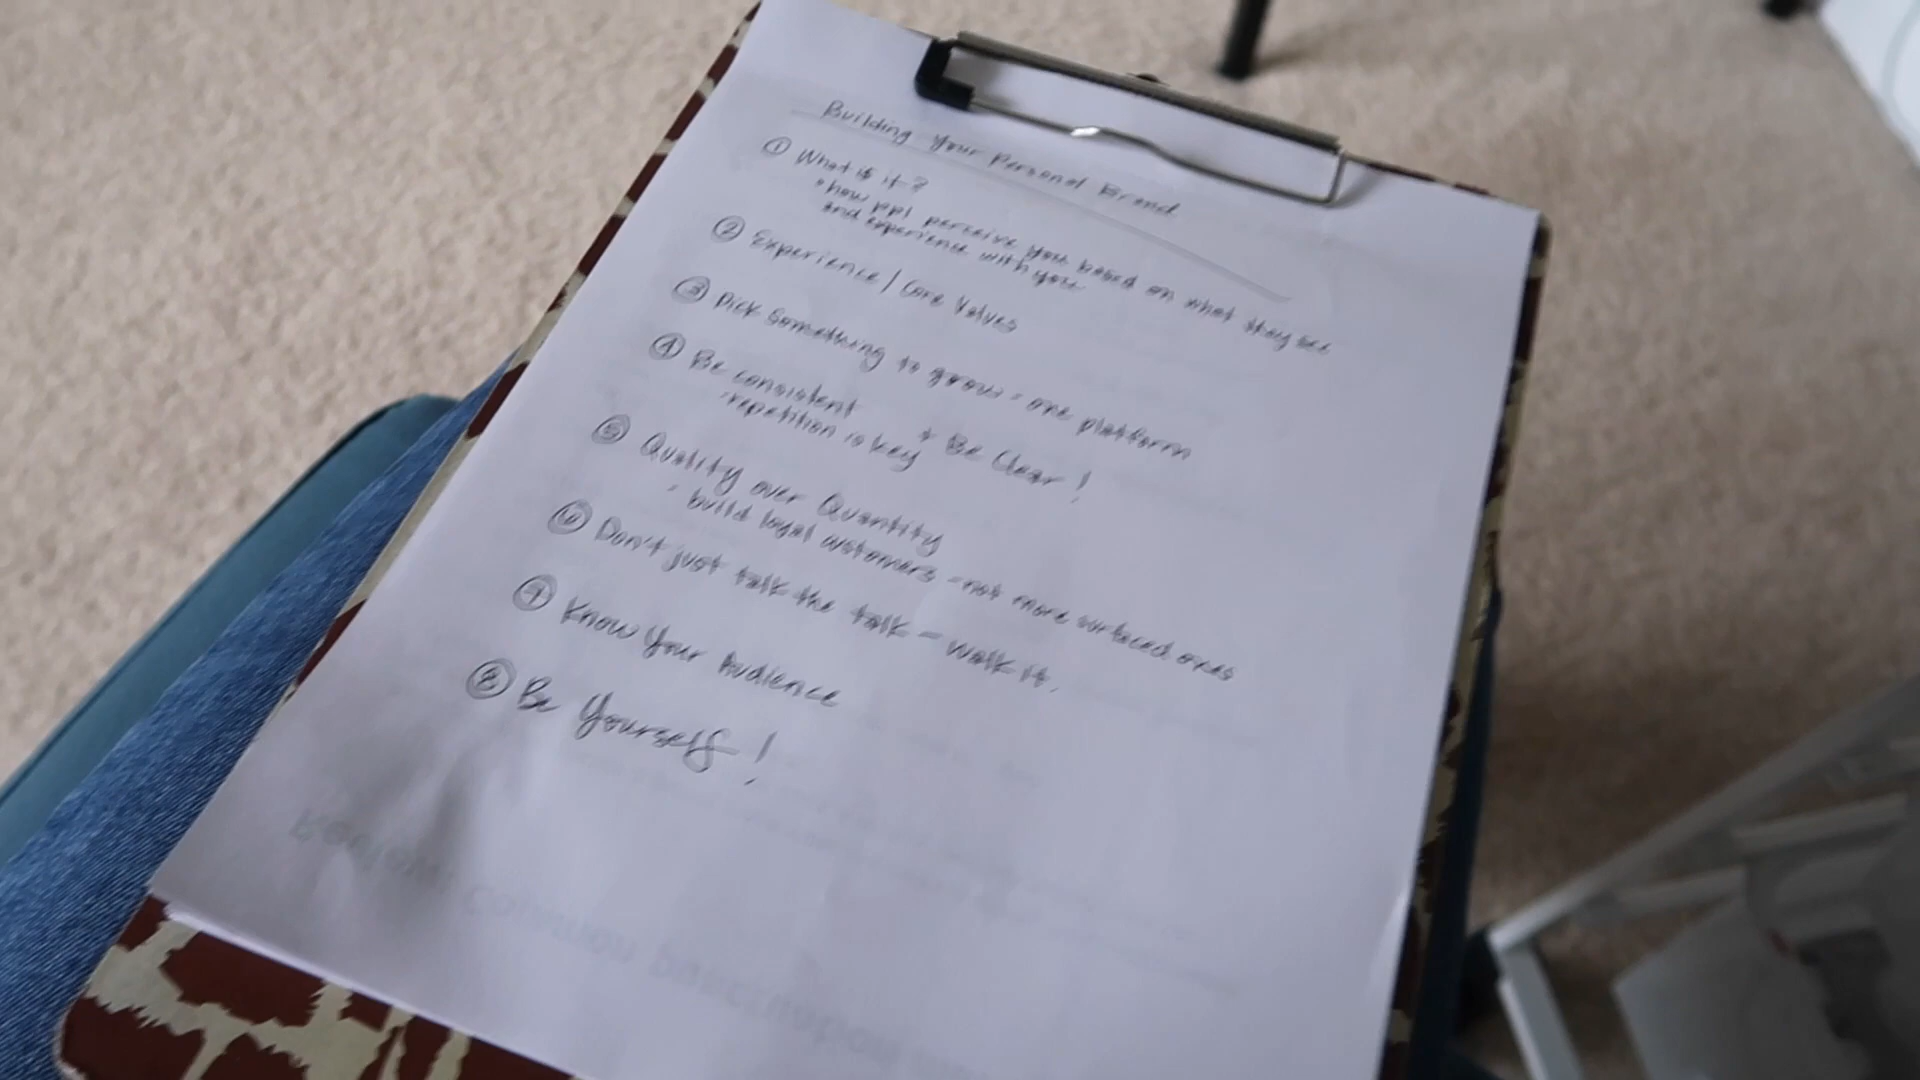 Building Your Personal Brand
① What is it?
• how ppl perceive you based on what they see
and experience with you
② Experience / Core Values
③ Pick something to grow - one platform
④ Be consistent + Be Clear!
• repetition is key
⑤ Quality over Quantity
- build loyal customers - not more surfaced ones
⑥ Don't just talk the talk - walk it.
⑦ Know Your Audience
⑧ Be Yourself!